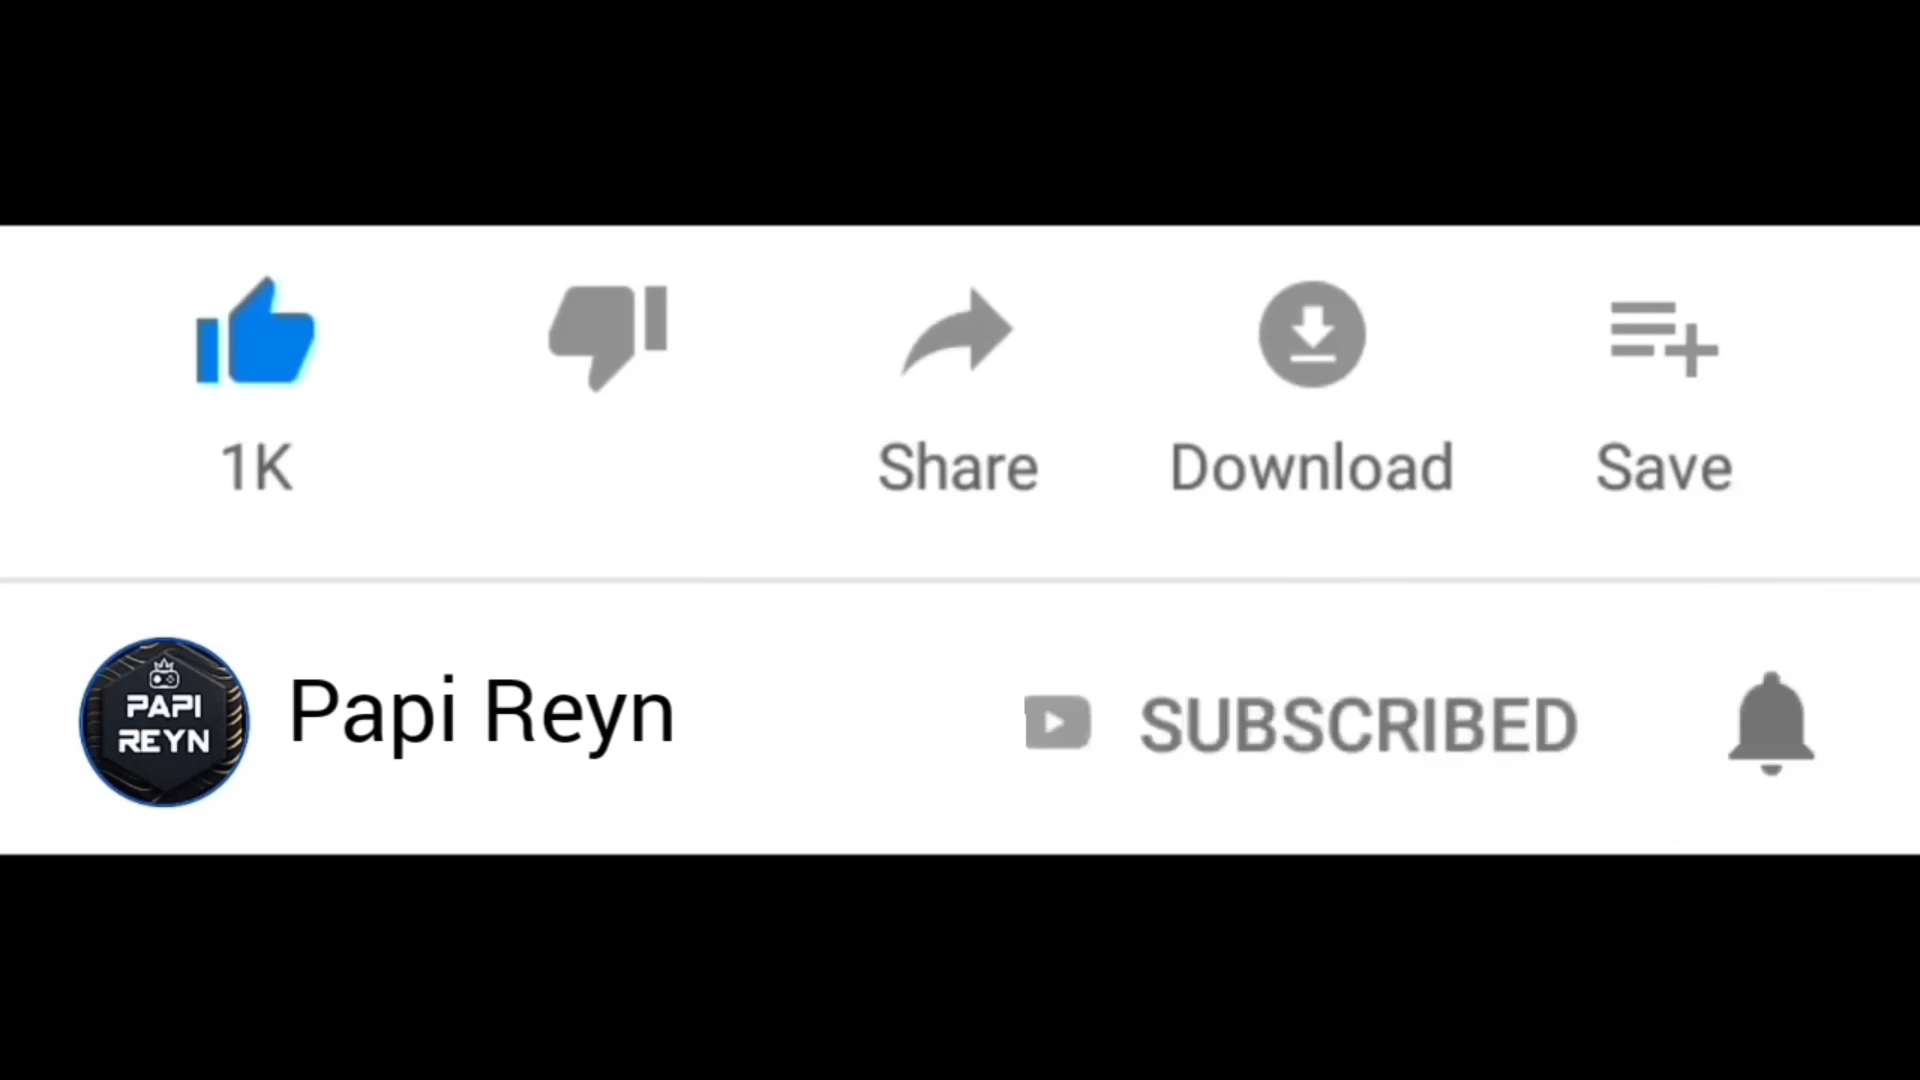 1K
Share
Download
Save
PAPI
REYN
Papi Reyn
SUBSCRIBED